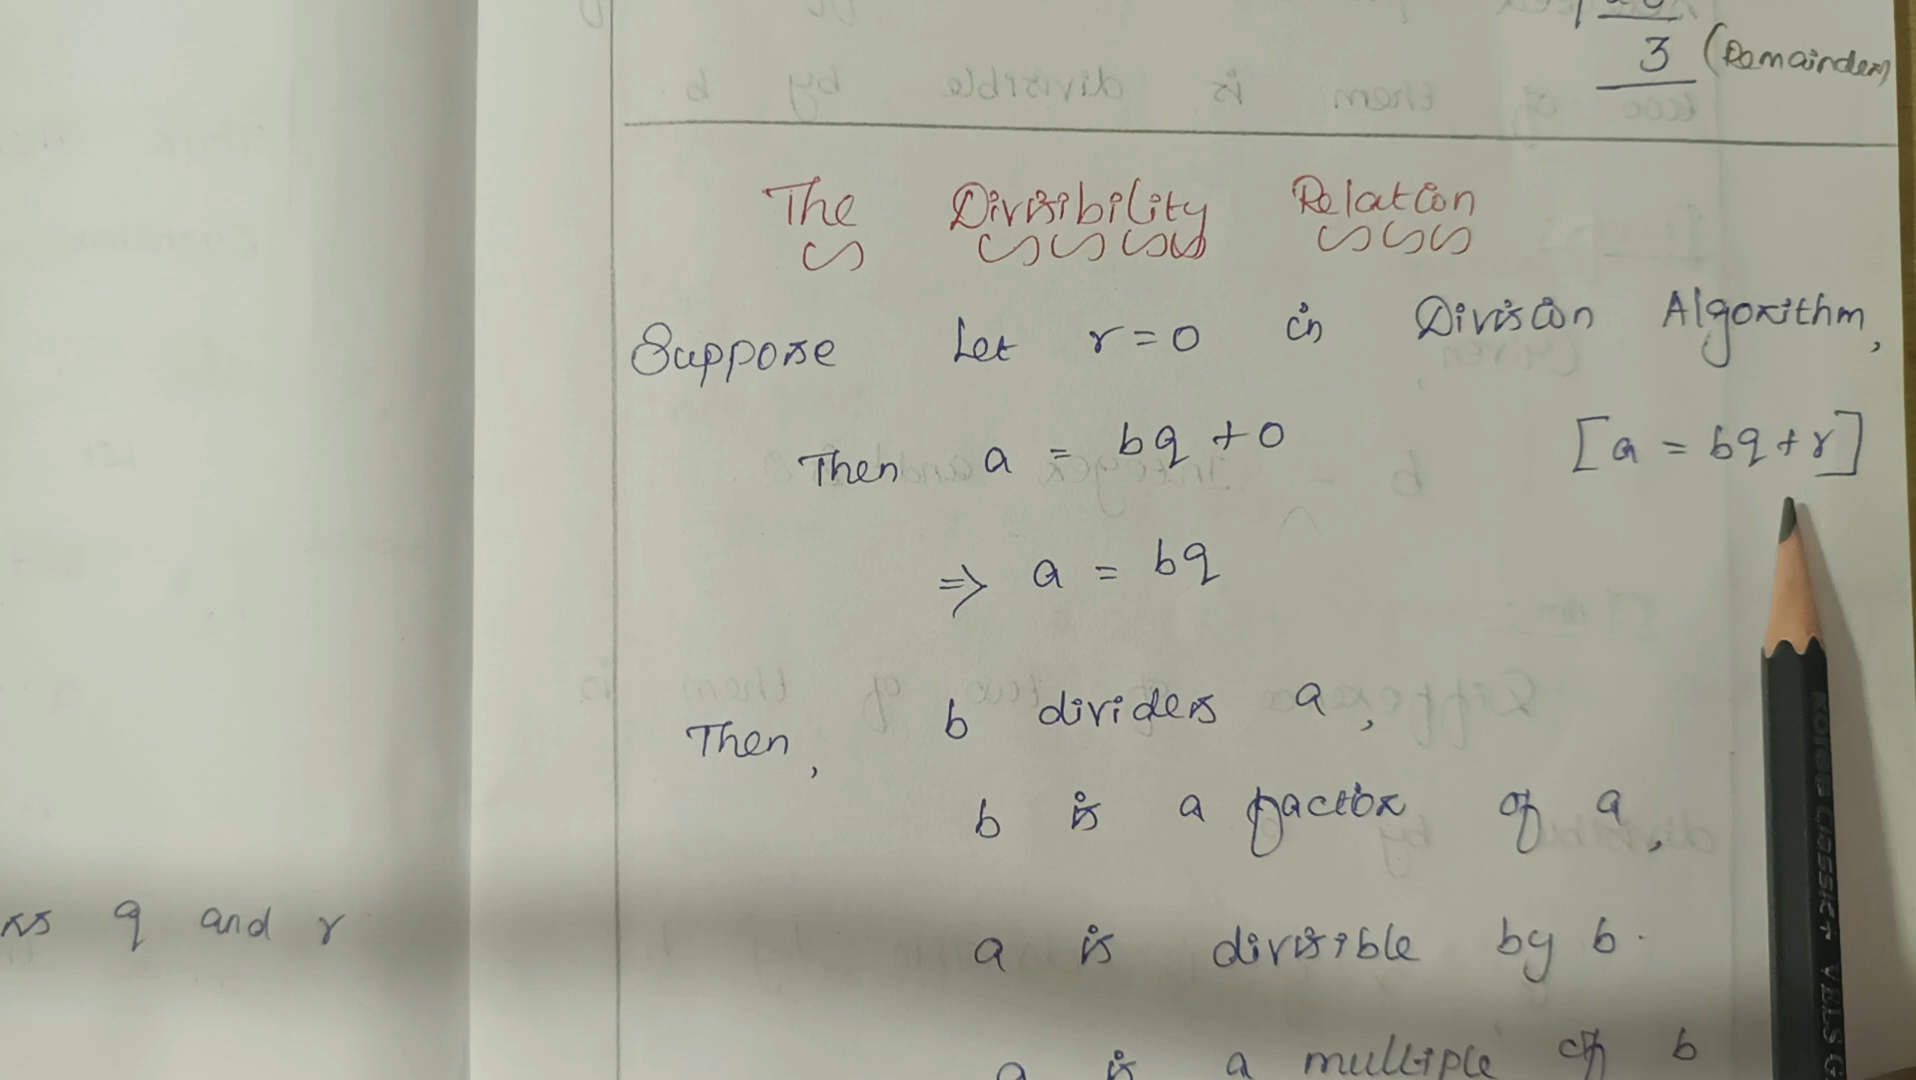 3 (Remainder)
The Divisibility Relation
Suppose Let r = 0 in Division Algorithm,
Then a = bq + 0 [a = bq + r]
⇒ a = bq
Then, b divides a,
b is a factor of a,
a is divisible by b.
a is a multiple of b
q and r